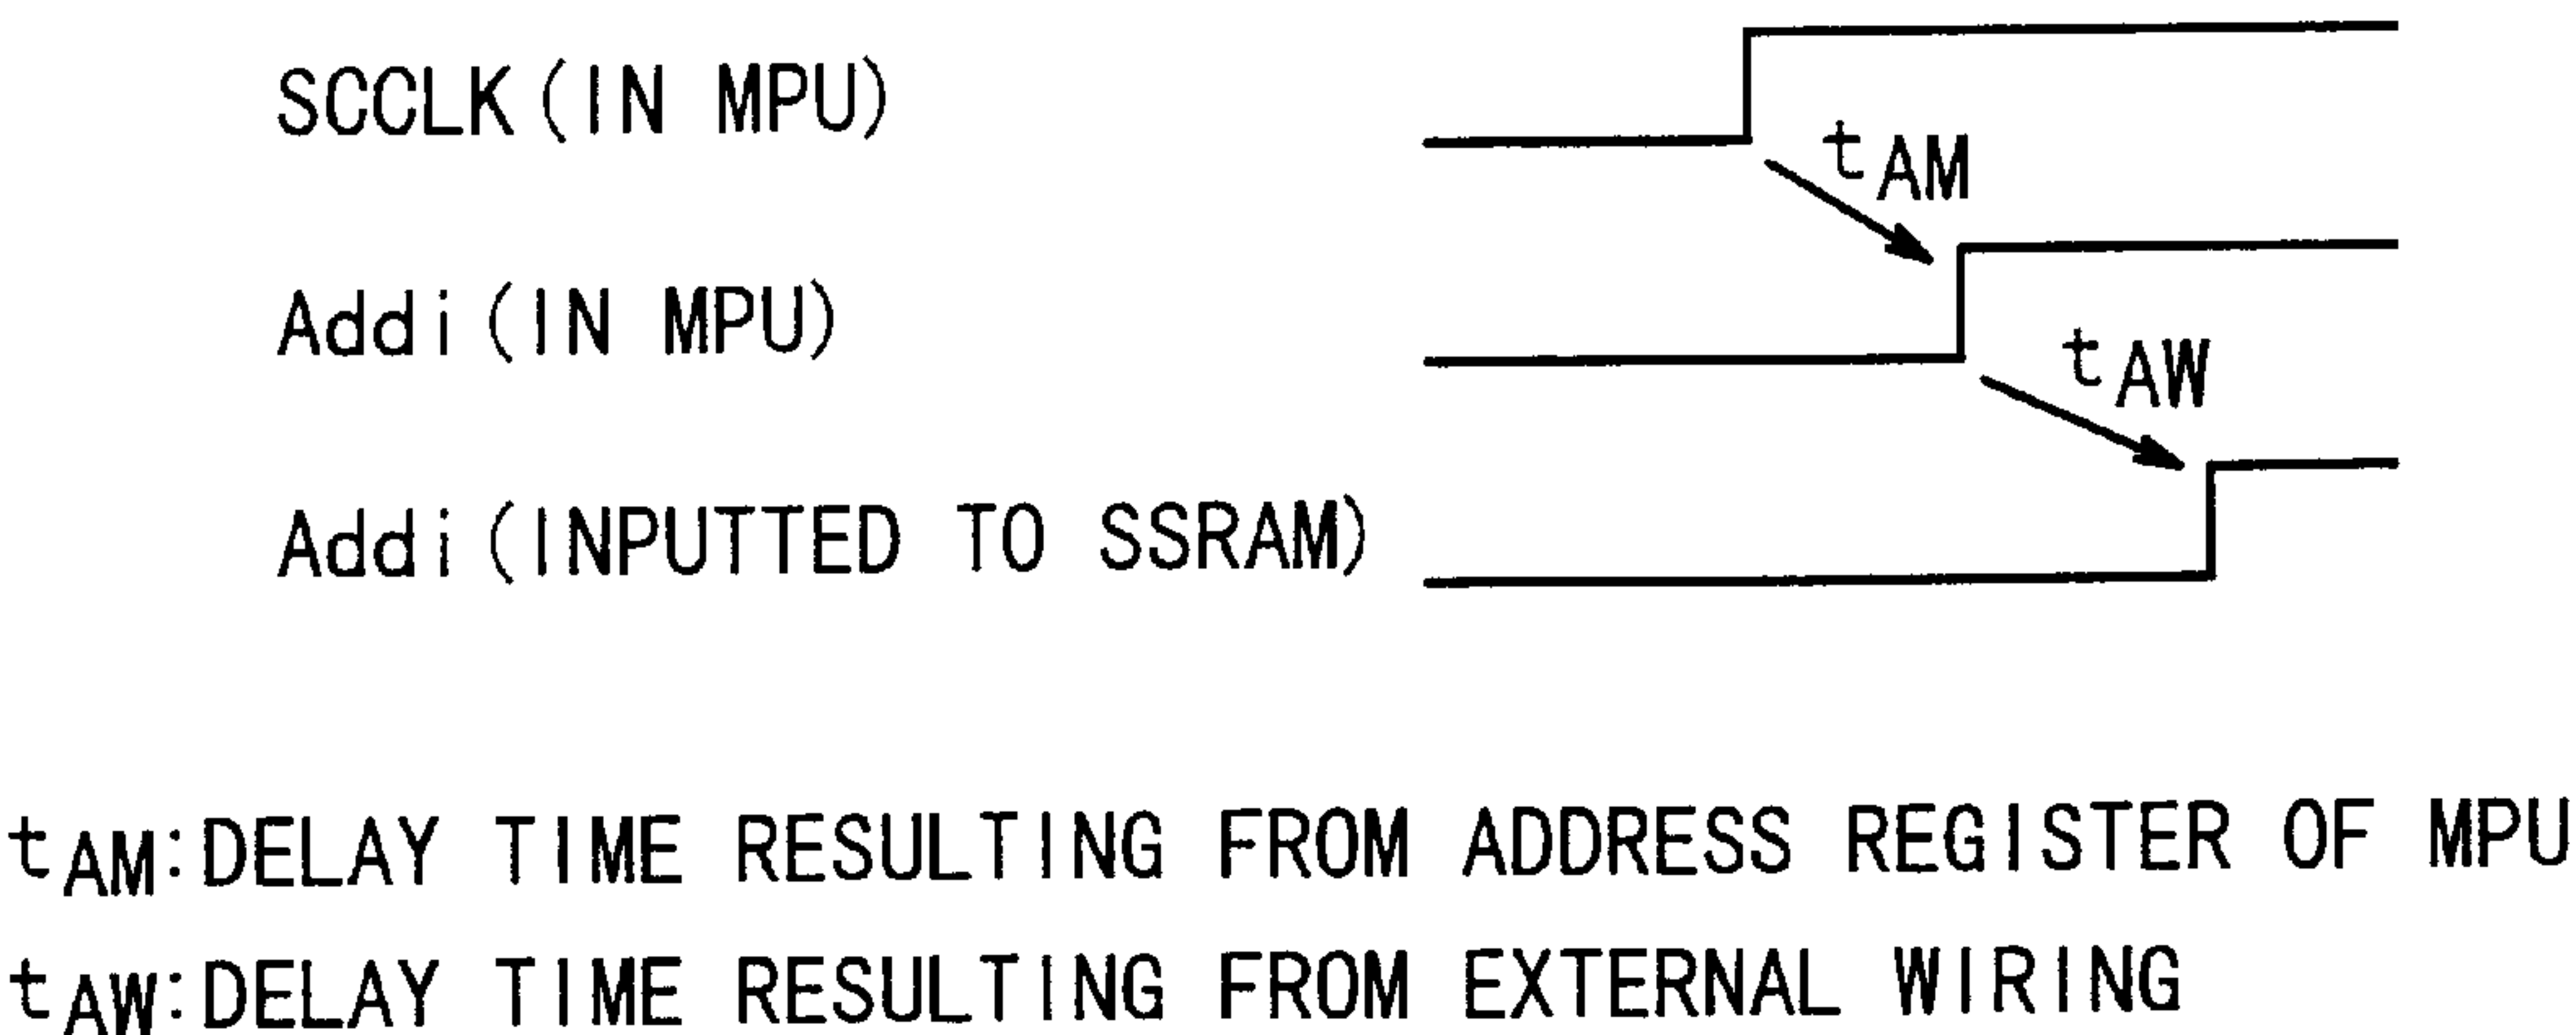 SCCLK(IN MPU)
tAM
Addi(IN MPU)
tAW
Addi(INPUTTED TO SSRAM)
tAM:DELAY TIME RESULTING FROM ADDRESS REGISTER OF MPU
tAW:DELAY TIME RESULTING FROM EXTERNAL WIRING